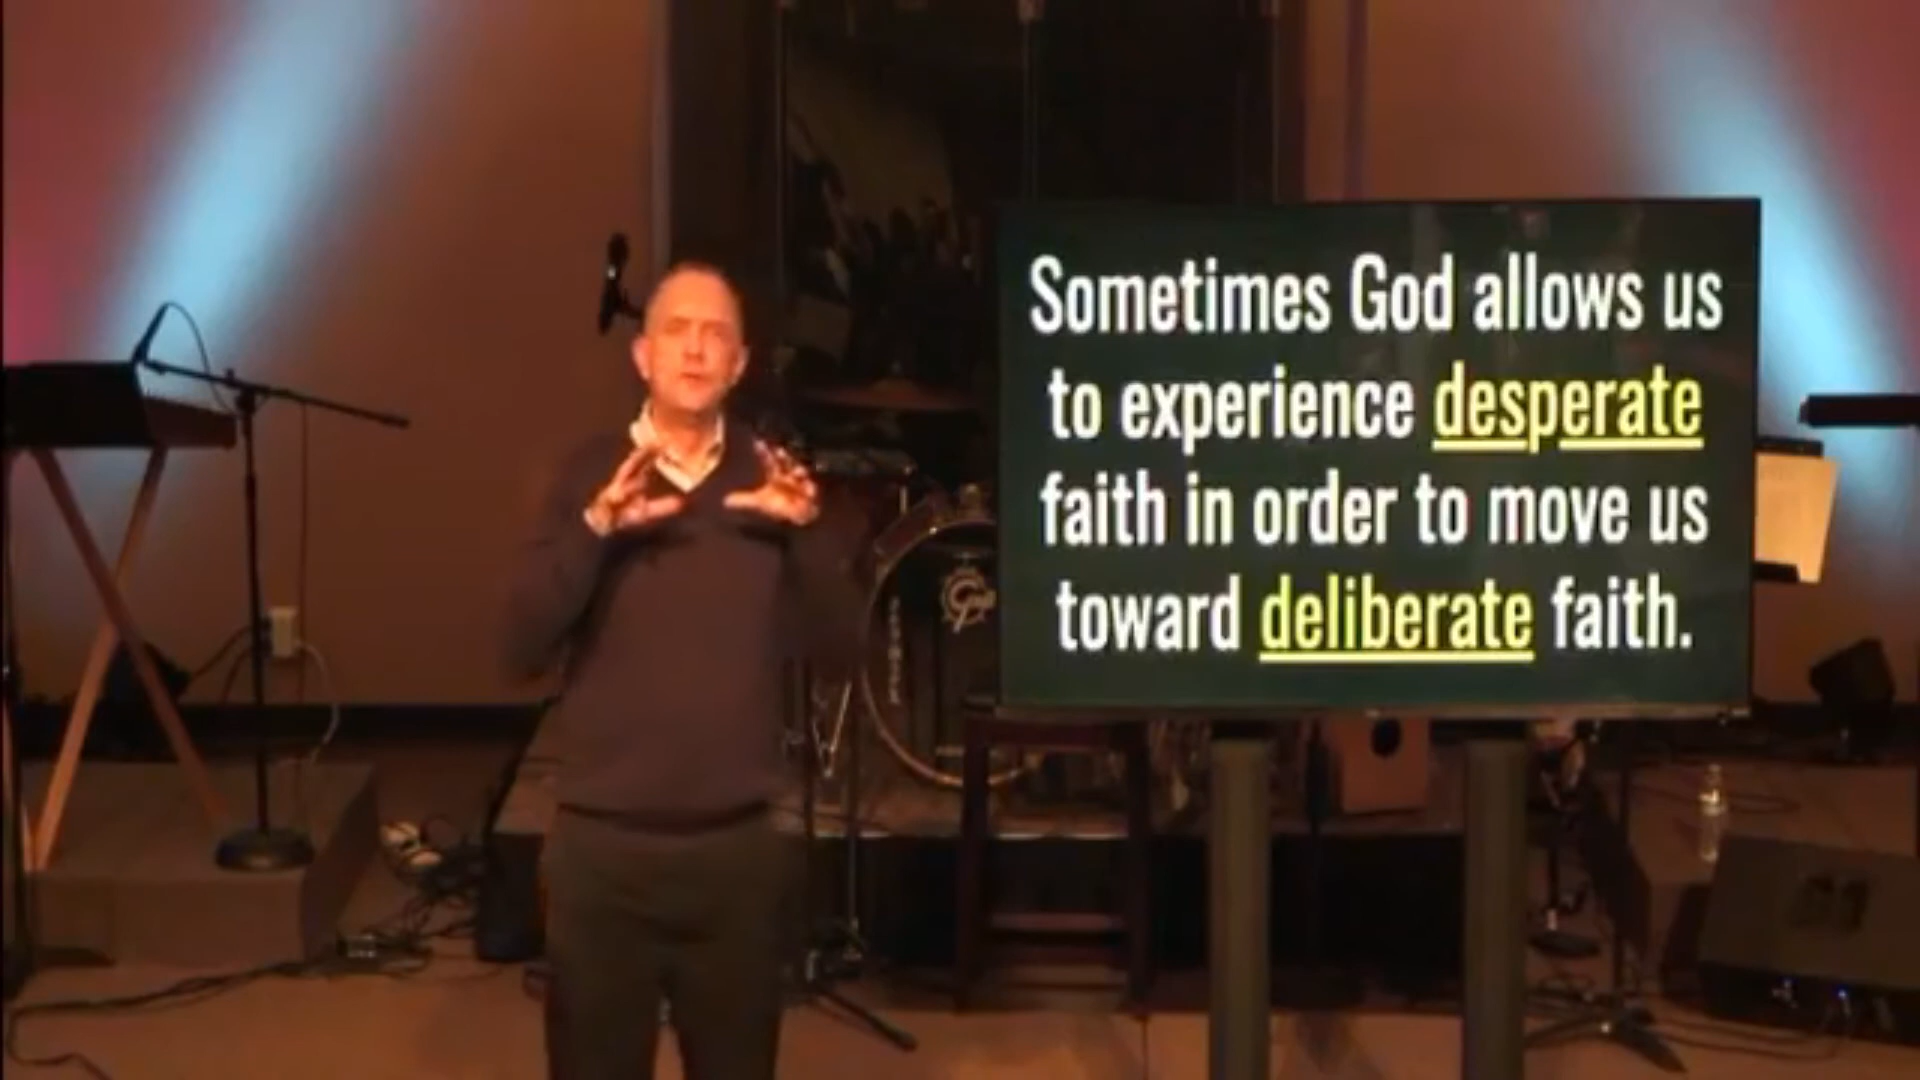 Sometimes God allows us
to experience desperate
faith in order to move us
toward deliberate faith.